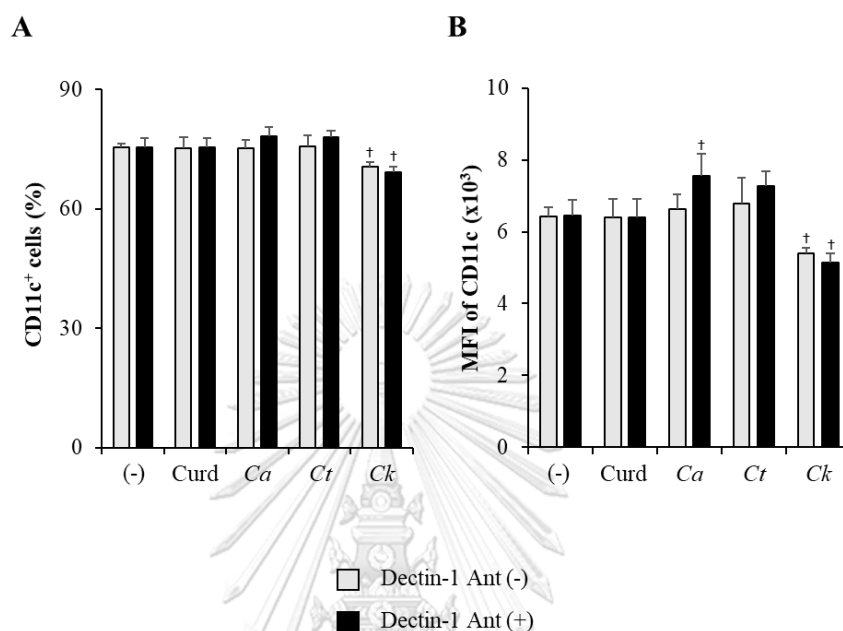 A
90
60
30
0
CD11c⁺ cells (%)
† †
(-) Curd Ca Ct Ck
B
10
8
6
4
2
0
MFI of CD11c (x10³)
†
† †
(-) Curd Ca Ct Ck
Dectin-1 Ant (-)
Dectin-1 Ant (+)